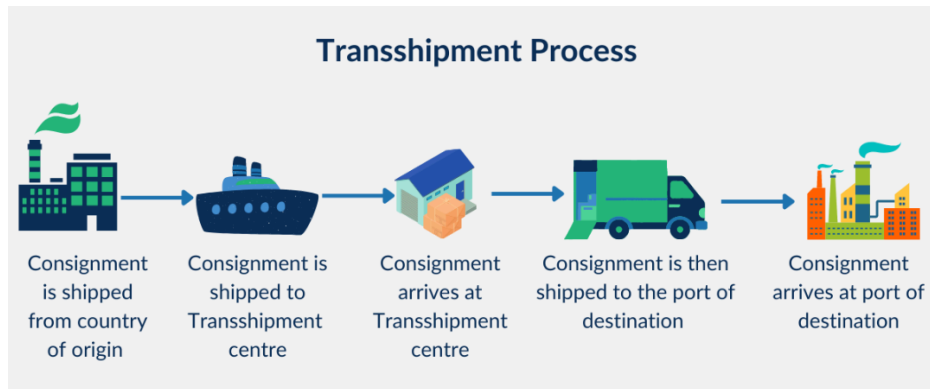 Transshipment Process
Consignment
is shipped
from country
of origin
Consignment is
shipped to
Transshipment
centre
Consignment
arrives at
Transshipment
centre
Consignment is then
shipped to the port of
destination
Consignment
arrives at port of
destination